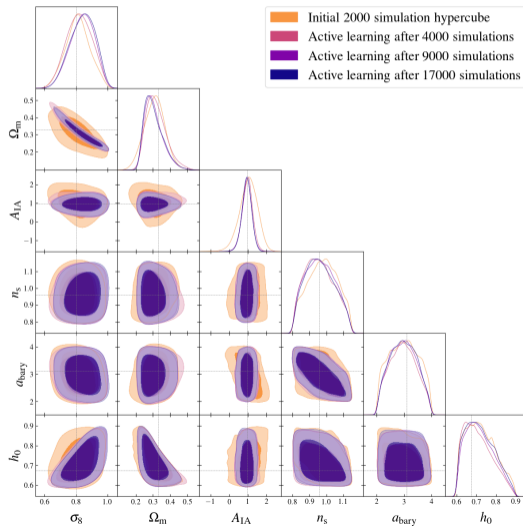 Initial 2000 simulation hypercube
Active learning after 4000 simulations
Active learning after 9000 simulations
Active learning after 17000 simulations
Ωm
0.5
0.4
0.3
0.2
AIA
2
1
0
−1
ns
1.1
1.0
0.9
0.8
abary
4
3
2
h0
0.9
0.8
0.7
0.6
0.6 0.8 1.0 0.2 0.3 0.4 0.5 −1 0 1 2 0.8 0.9 1.0 1.1 2 3 4 0.6 0.7 0.8 0.9
σ8 Ωm AIA ns abary h0